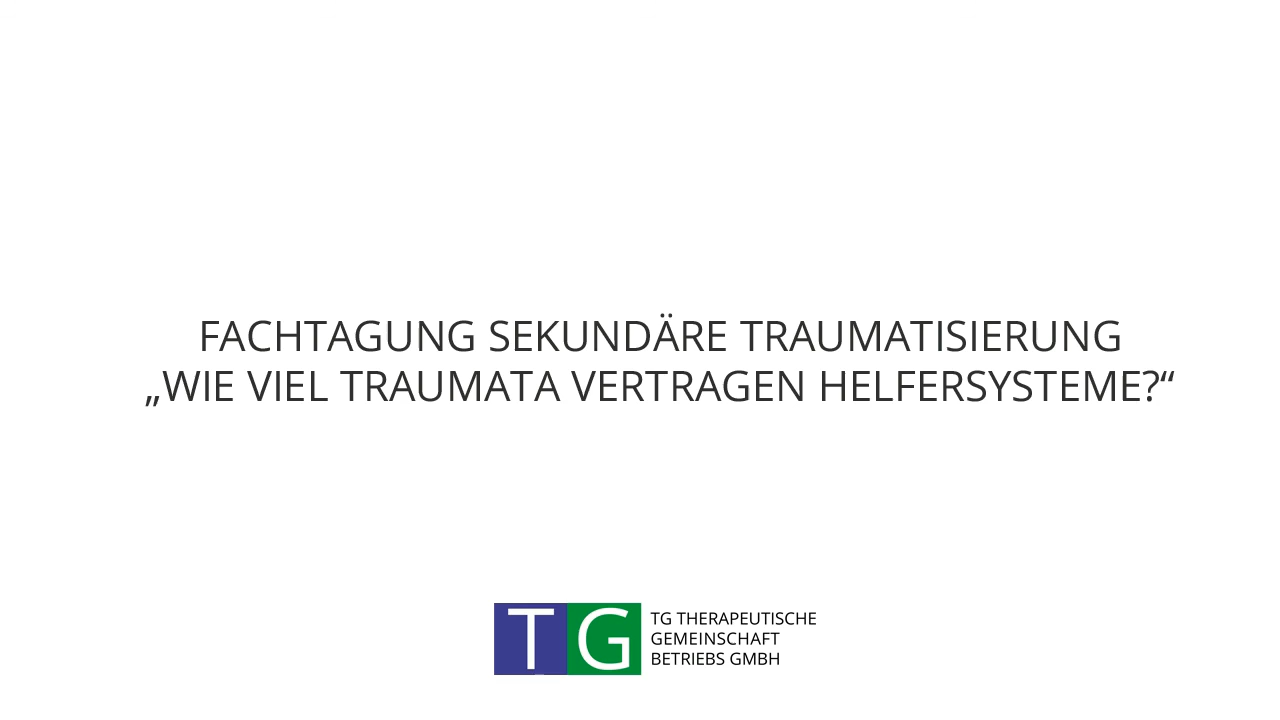 FACHTAGUNG SEKUNDÄRE TRAUMATISIERUNG
„WIE VIEL TRAUMATA VERTRAGEN HELFERSYSTEME?“
TG TG THERAPEUTISCHE
GEMEINSCHAFT
BETRIEBS GMBH